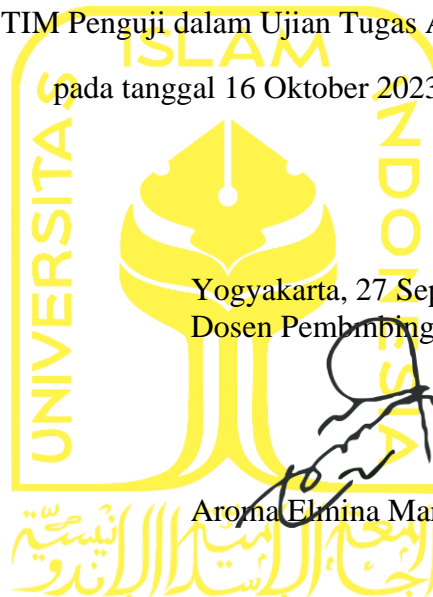 TIM Penguji dalam Ujian Tugas
pada tanggal 16 Oktober 2023
Yogyakarta, 27 Sep
Dosen Pembimbing
Aroma Elmina Mar
UNIVERSITAS
ISLAM
INDONESIA